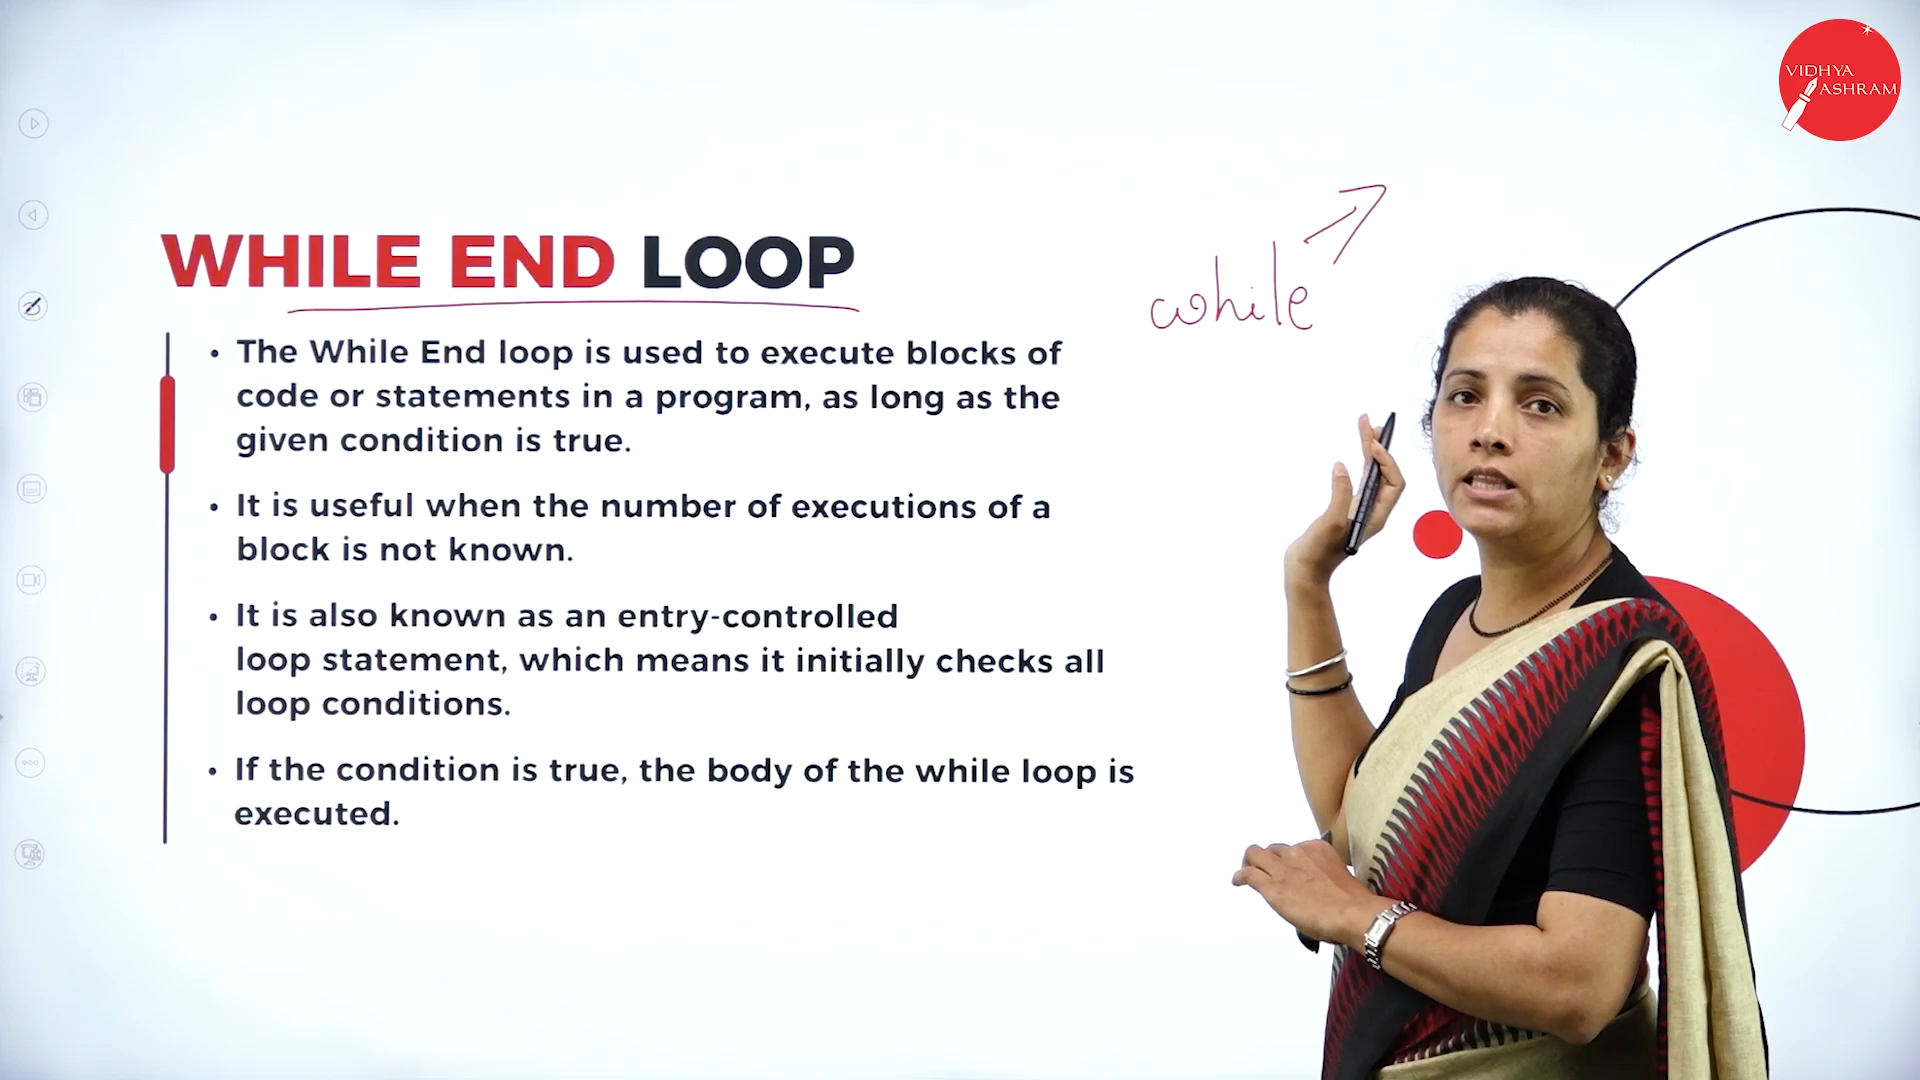 VIDHYA
ASHRAM
WHILE END LOOP
while
• The While End loop is used to execute blocks of
code or statements in a program, as long as the
given condition is true.
• It is useful when the number of executions of a
block is not known.
• It is also known as an entry-controlled
loop statement, which means it initially checks all
loop conditions.
• If the condition is true, the body of the while loop is
executed.